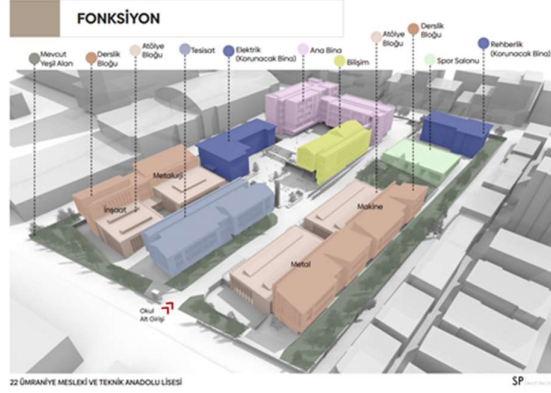 FONKSİYON
Mevcut
Yeşil Alan
Derslik
Bloğu
Atölye
Bloğu
Tesisat
Elektrik
(Korunacak Bina)
Ana Bina
Bilişim
Atölye
Bloğu
Derslik
Bloğu
Spor Salonu
Rehberlik
(Korunacak Bina)
Metalurji
İnşaat
Makine
Metal
Okul
Alt Girişi
22 ÜMRANİYE MESLEKİ VE TEKNİK ANADOLU LİSESİ
SP